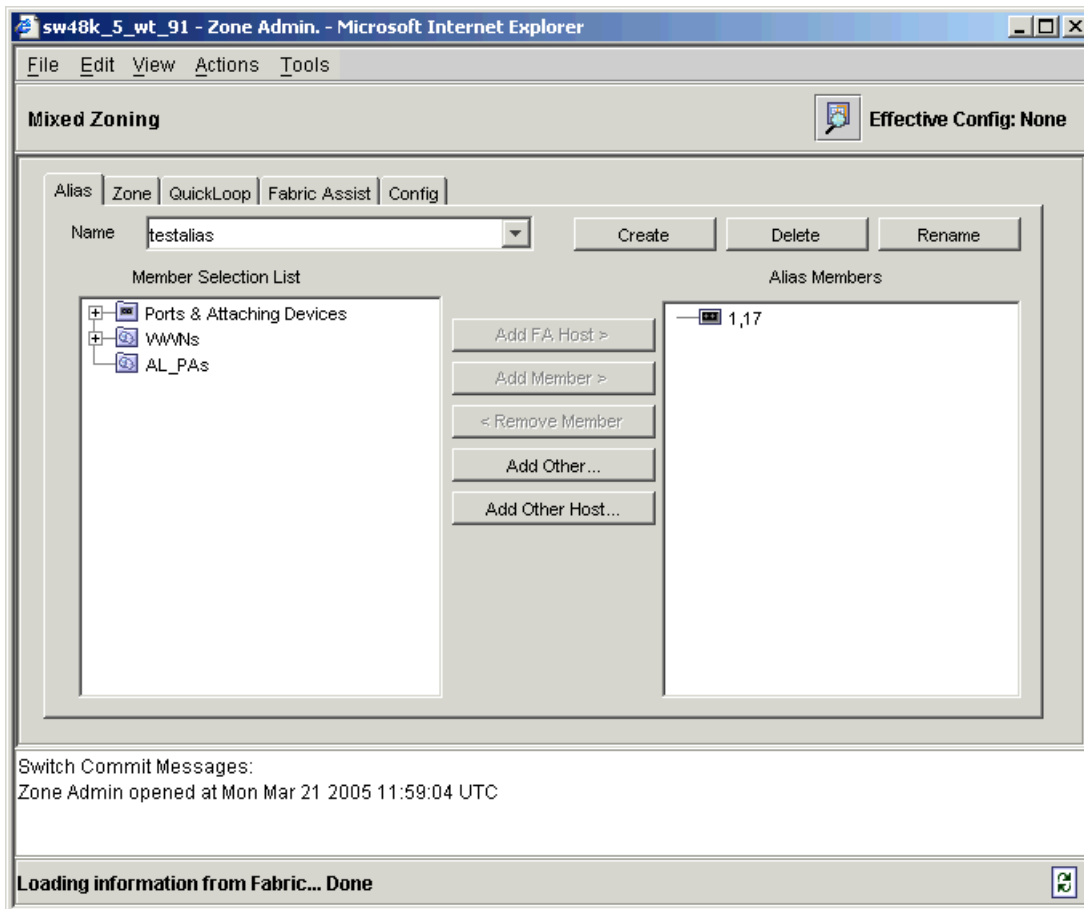 sw48k_5_wt_91 - Zone Admin. - Microsoft Internet Explorer
File Edit View Actions Tools
Mixed Zoning
Effective Config: None
Alias Zone QuickLoop Fabric Assist Config
Name testalias Create Delete Rename
Member Selection List
Alias Members
Ports & Attaching Devices
WWNs
AL_PAs
Add FA Host >
Add Member >
< Remove Member
Add Other...
Add Other Host...
1,17
Switch Commit Messages:
Zone Admin opened at Mon Mar 21 2005 11:59:04 UTC
Loading information from Fabric... Done